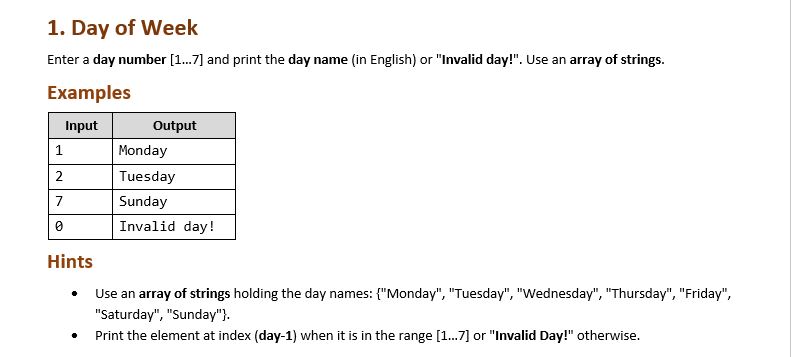 1. Day of Week
Enter a day number [1…7] and print the day name (in English) or "Invalid day!". Use an array of strings.
Examples
Input Output
1 Monday
2 Tuesday
7 Sunday
0 Invalid day!
Hints
• Use an array of strings holding the day names: {"Monday", "Tuesday", "Wednesday", "Thursday", "Friday",
"Saturday", "Sunday"}.
• Print the element at index (day-1) when it is in the range [1…7] or "Invalid Day!" otherwise.